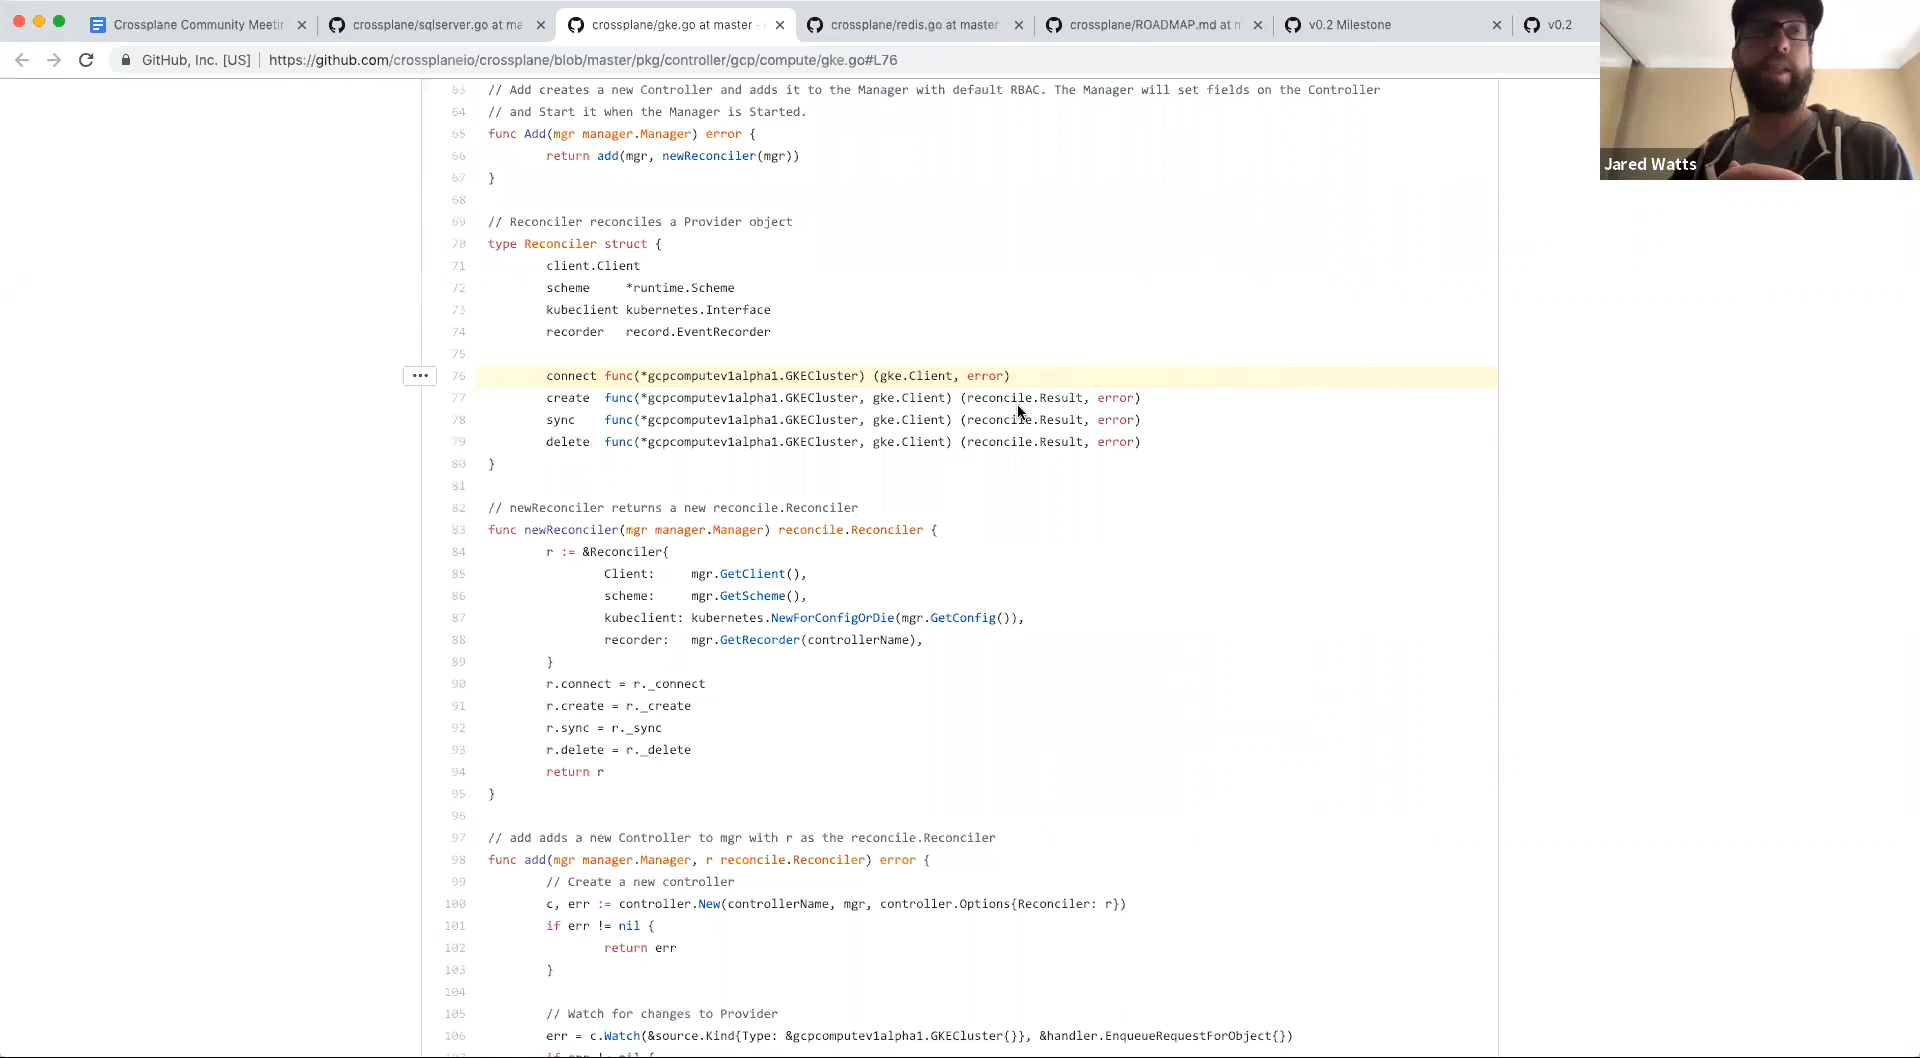 Crossplane Community Meetin
crossplane/sqlserver.go at ma
crossplane/gke.go at master
crossplane/redis.go at master
crossplane/ROADMAP.md at m
v0.2 Milestone
v0.2
GitHub, Inc. [US] https://github.com/crossplaneio/crossplane/blob/master/pkg/controller/gcp/compute/gke.go#L76
Jared Watts
63 // Add creates a new Controller and adds it to the Manager with default RBAC. The Manager will set fields on the Controller
64 // and Start it when the Manager is Started.
65 func Add(mgr manager.Manager) error {
66 return add(mgr, newReconciler(mgr))
67 }
68
69 // Reconciler reconciles a Provider object
70 type Reconciler struct {
71 client.Client
72 scheme *runtime.Scheme
73 kubeclient kubernetes.Interface
74 recorder record.EventRecorder
75
76 connect func(*gcpcomputev1alpha1.GKECluster) (gke.Client, error)
77 create func(*gcpcomputev1alpha1.GKECluster, gke.Client) (reconcile.Result, error)
78 sync func(*gcpcomputev1alpha1.GKECluster, gke.Client) (reconcile.Result, error)
79 delete func(*gcpcomputev1alpha1.GKECluster, gke.Client) (reconcile.Result, error)
80 }
81
82 // newReconciler returns a new reconcile.Reconciler
83 func newReconciler(mgr manager.Manager) reconcile.Reconciler {
84 r := &Reconciler{
85 Client: mgr.GetClient(),
86 scheme: mgr.GetScheme(),
87 kubeclient: kubernetes.NewForConfigOrDie(mgr.GetConfig()),
88 recorder: mgr.GetRecorder(controllerName),
89 }
90 r.connect = r._connect
91 r.create = r._create
92 r.sync = r._sync
93 r.delete = r._delete
94 return r
95 }
96
97 // add adds a new Controller to mgr with r as the reconcile.Reconciler
98 func add(mgr manager.Manager, r reconcile.Reconciler) error {
99 // Create a new controller
100 c, err := controller.New(controllerName, mgr, controller.Options{Reconciler: r})
101 if err != nil {
102 return err
103 }
104
105 // Watch for changes to Provider
106 err = c.Watch(&source.Kind{Type: &gcpcomputev1alpha1.GKECluster{}}, &handler.EnqueueRequestForObject{})